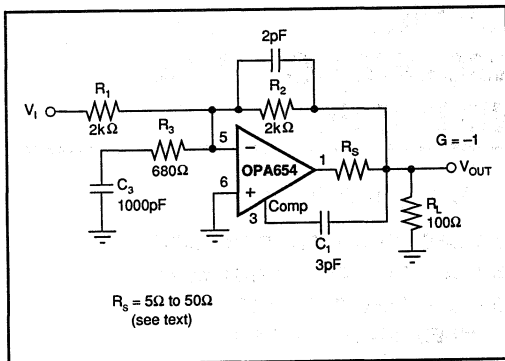 2pF
R1
R2
VI
2kΩ
2kΩ
R3
5
G = –1
–
1
RS
OPA654
VOUT
680Ω
6
+
Comp
RL
C3
3
100Ω
1000pF
C1
3pF
RS = 5Ω to 50Ω
(see text)